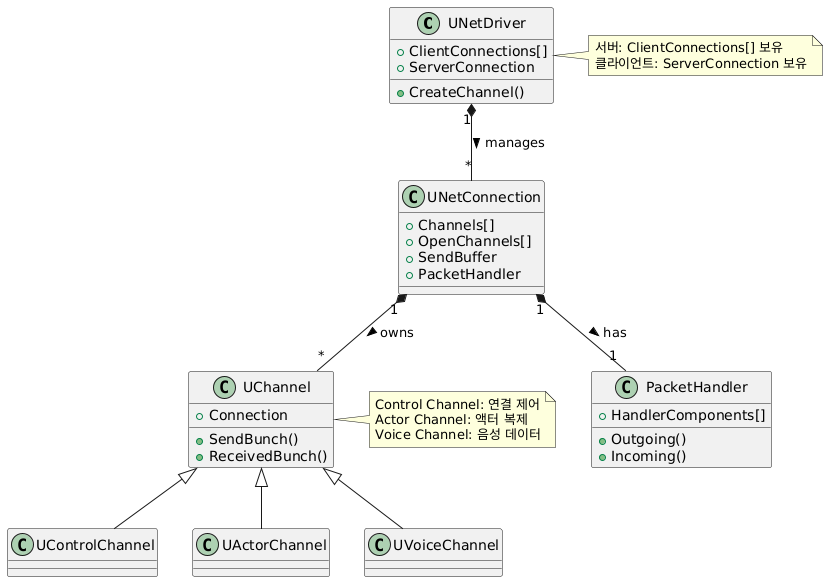 C UNetDriver
ClientConnections[]
ServerConnection
CreateChannel()
서버: ClientConnections[] 보유
클라이언트: ServerConnection 보유
1
manages
*
C UNetConnection
Channels[]
OpenChannels[]
SendBuffer
PacketHandler
1
1
owns
has
*
1
C UChannel
Connection
SendBunch()
ReceivedBunch()
Control Channel: 연결 제어
Actor Channel: 액터 복제
Voice Channel: 음성 데이터
C PacketHandler
HandlerComponents[]
Outgoing()
Incoming()
C UControlChannel
C UActorChannel
C UVoiceChannel